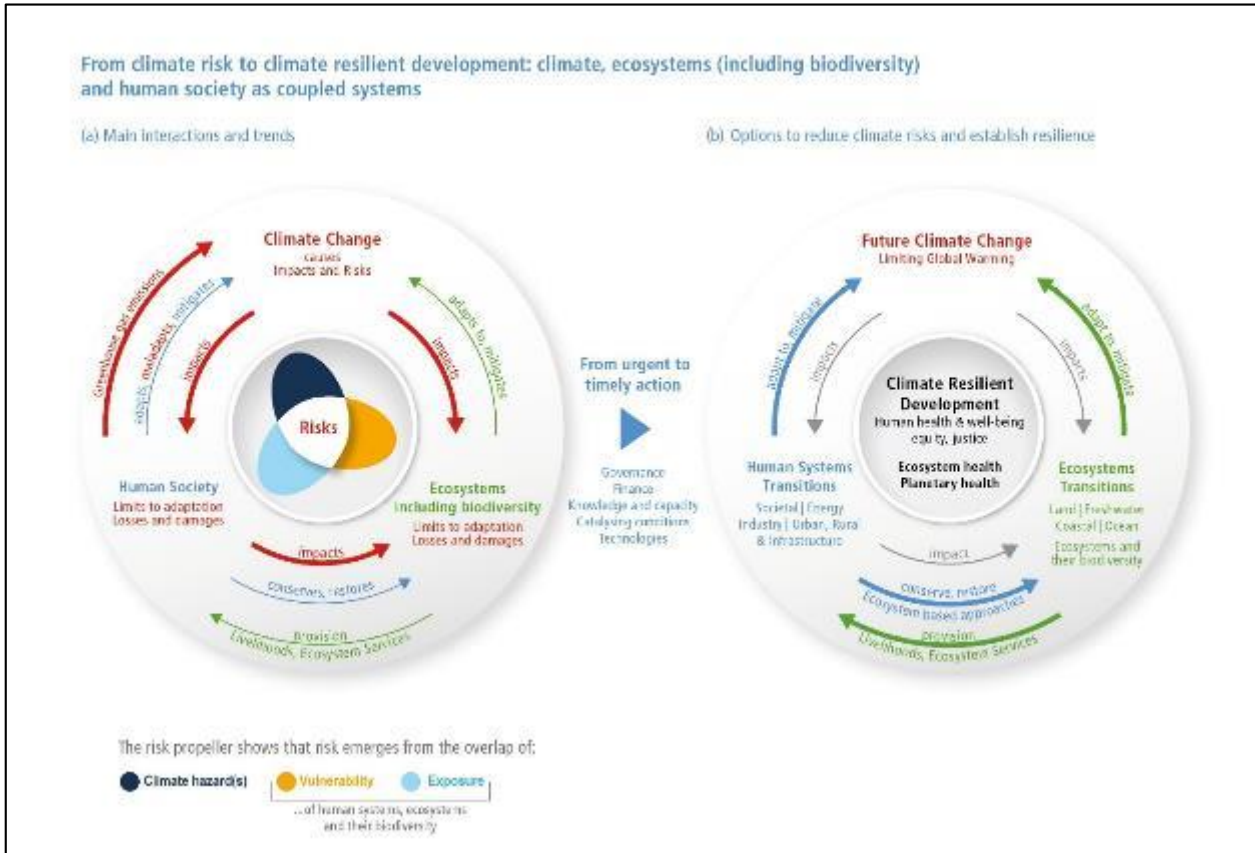 From climate risk to climate resilient development: climate, ecosystems (including biodiversity)
and human society as coupled systems
(a) Main interactions and trends
(b) Options to reduce climate risks and establish resilience
Climate Change
causes
Impacts and Risks
Greenhouse gas emissions
adapts, maladapts, mitigates
impacts
impacts
adapts to, mitigates
Risks
Human Society
Limits to adaptation
Losses and damages
Ecosystems
including biodiversity
Limits to adaptation
Losses and damages
impacts
conserves, restores
provision
Livelihoods, Ecosystem Services
From urgent to
timely action
Governance
Finance
Knowledge and capacity
Catalysing conditions
Technologies
Future Climate Change
Limiting Global Warming
adapt to, mitigate
impacts
impacts
adapt to, mitigate
Climate Resilient
Development
Human health & well-being
equity, justice
Ecosystem health
Planetary health
Human Systems
Transitions
Societal | Energy
Industry | Urban, Rural
& Infrastructure
Ecosystems
Transitions
Land | Freshwater
Coastal | Ocean
Ecosystems and
their biodiversity
impact
conserve, restore
Ecosystem based approaches
provision
Livelihoods, Ecosystem Services
The risk propeller shows that risk emerges from the overlap of:
Climate hazard(s) Vulnerability Exposure
...of human systems, ecosystems
and their biodiversity